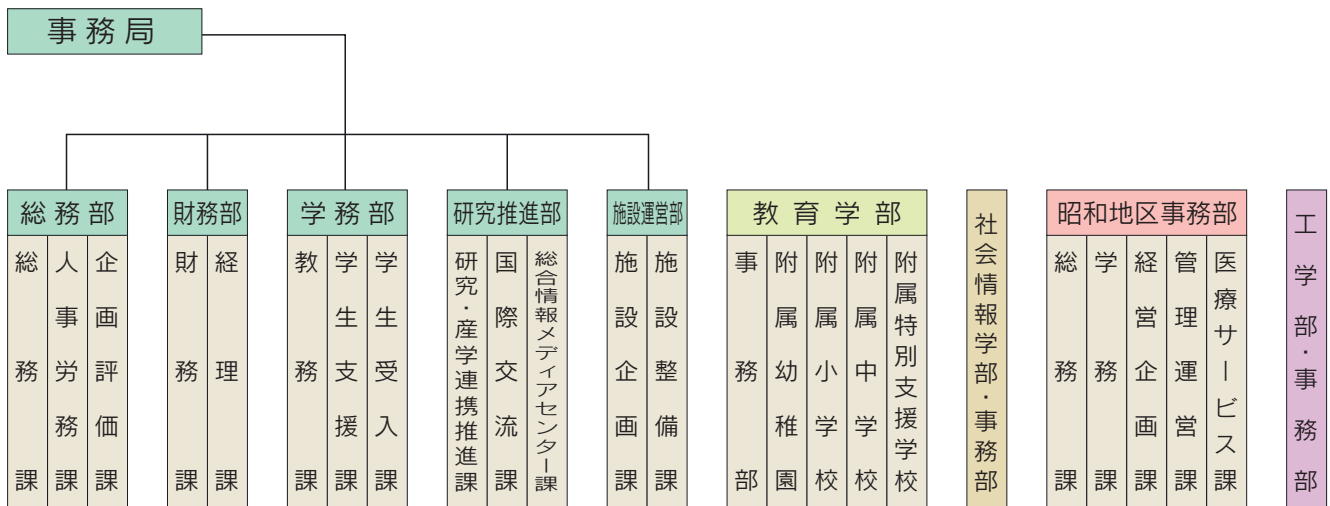 事務局
総務部
総務課
人事労務課
企画評価課
財務部
財務課
経理課
学務部
教務課
学生支援課
学生受入課
研究推進部
研究・産学連携推進課
国際交流課
総合情報メディアセンター課
施設運営部
施設企画課
施設整備課
教育学部
事務部
附属幼稚園
附属小学校
附属中学校
附属特別支援学校
社会情報学部・事務部
昭和地区事務部
総務課
学務課
経営企画課
管理運営課
医療サービス課
工学部・事務部